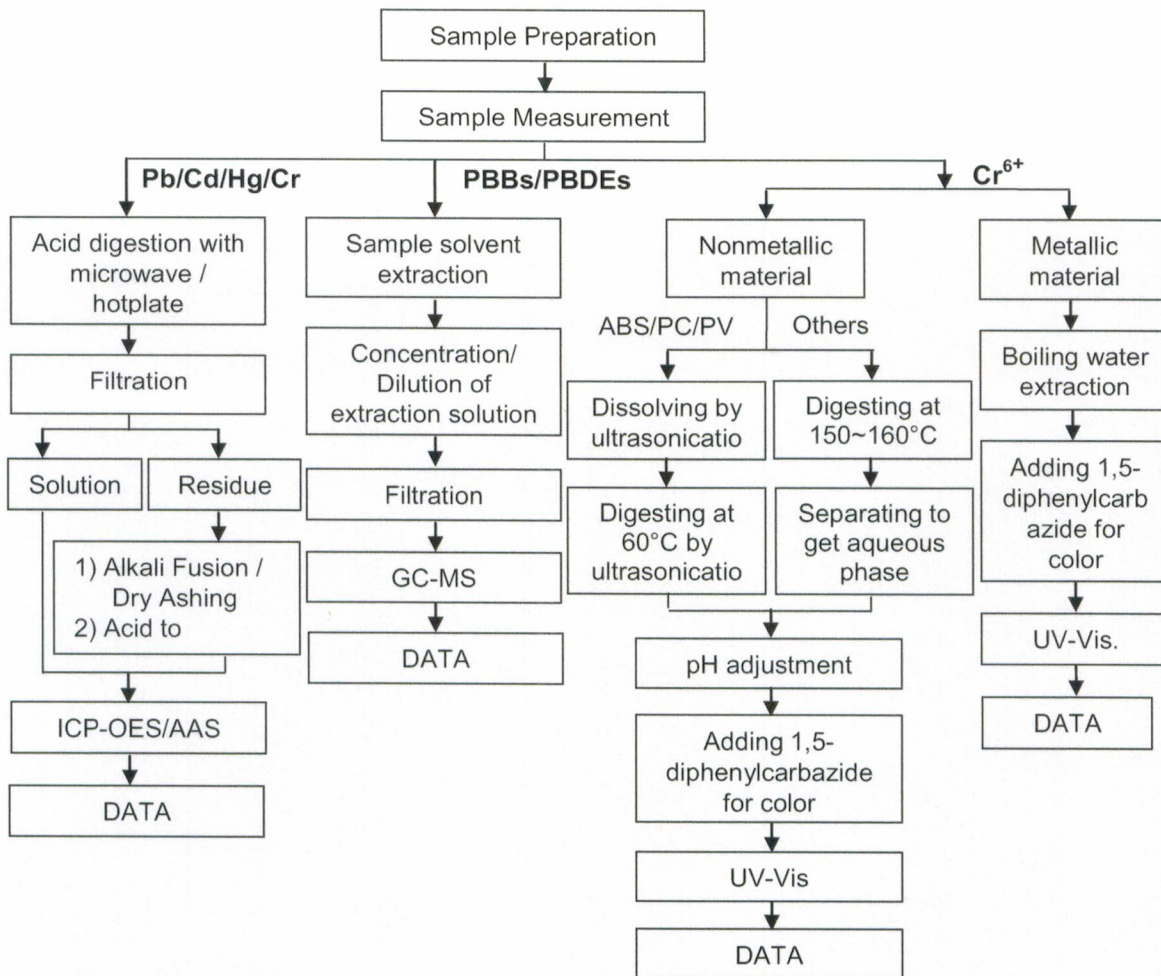 Sample Preparation
Sample Measurement
Pb/Cd/Hg/Cr
PBBs/PBDEs
Cr6+
Acid digestion with
microwave /
hotplate
Filtration
Solution
Residue
1) Alkali Fusion /
Dry Ashing
2) Acid to
ICP-OES/AAS
DATA
Sample solvent
extraction
Concentration/
Dilution of
extraction solution
Filtration
GC-MS
DATA
Nonmetallic
material
ABS/PC/PV
Others
Dissolving by
ultrasonicatio
Digesting at
60°C by
ultrasonicatio
Digesting at
150~160°C
Separating to
get aqueous
phase
pH adjustment
Adding 1,5-
diphenylcarbazide
for color
UV-Vis
DATA
Metallic
material
Boiling water
extraction
Adding 1,5-
diphenylcarb
azide for
color
UV-Vis.
DATA